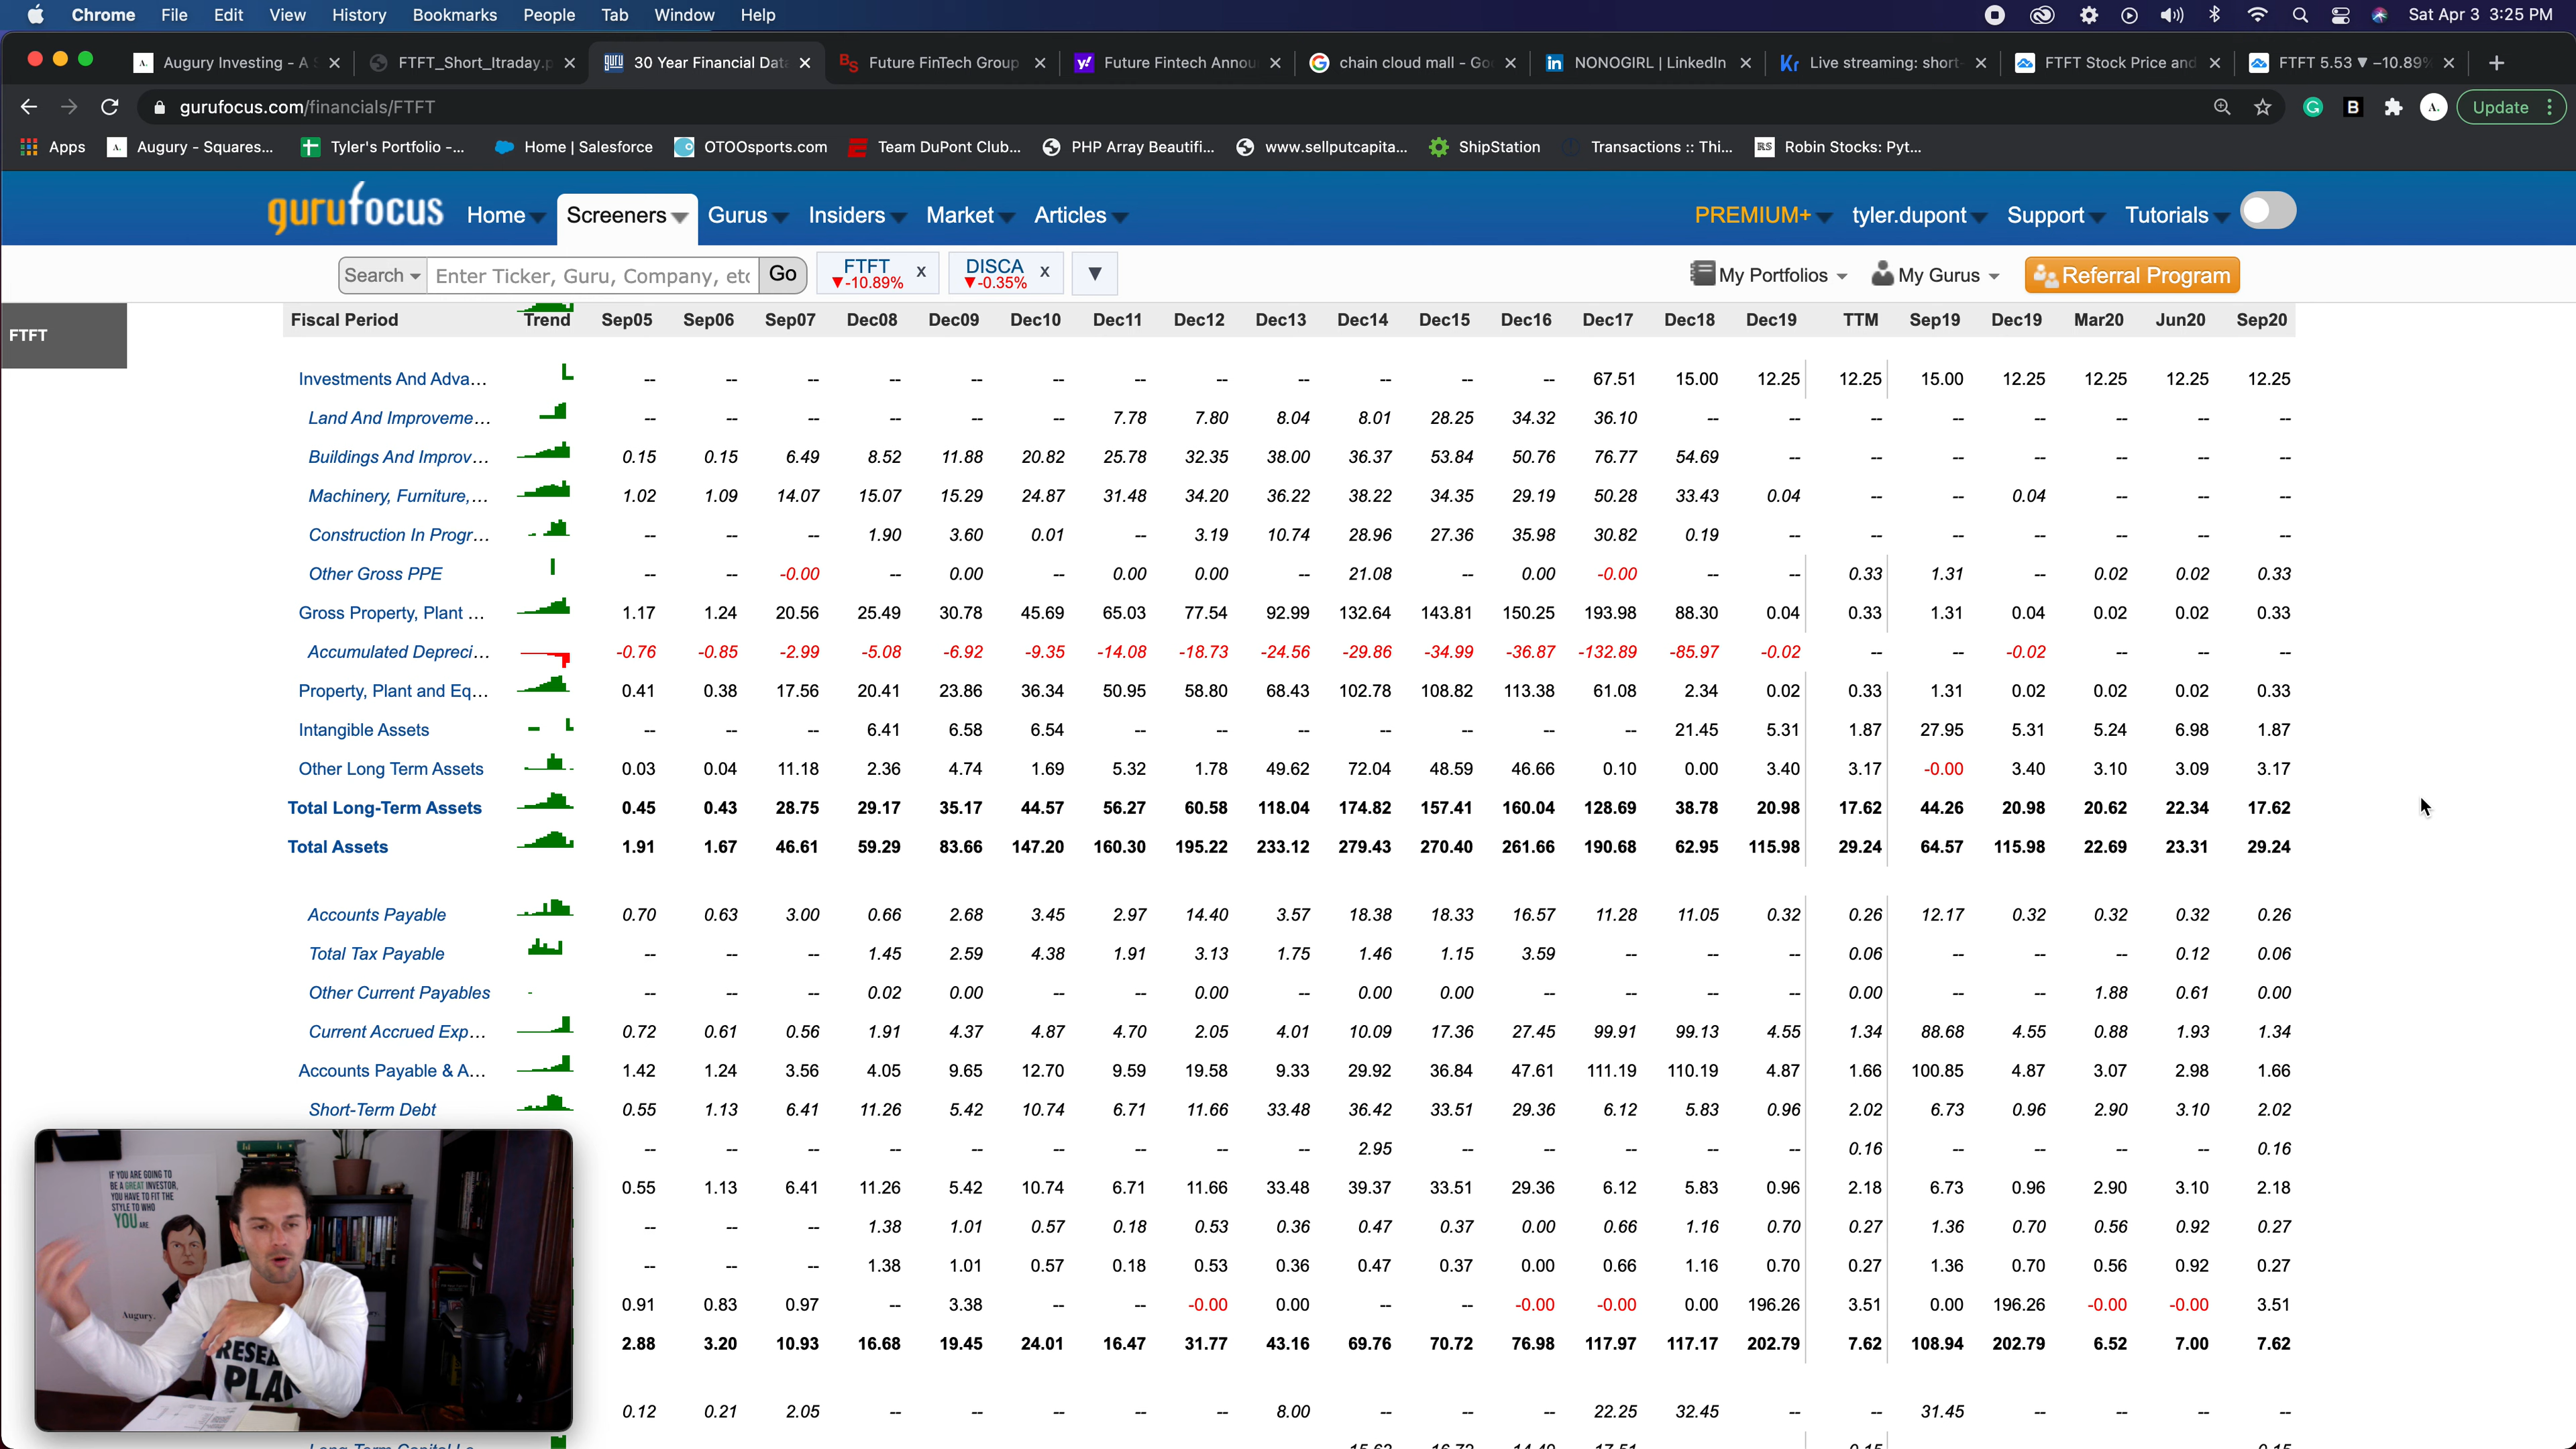 Chrome File Edit View History Bookmarks People Tab Window Help Sat Apr 3 3:25 PM
Augury Investing - A S FTFT_Short_Itraday.p 30 Year Financial Data Future FinTech Group Future Fintech Annou chain cloud mall - Goo NONOGIRL | LinkedIn Live streaming: short- FTFT Stock Price and FTFT 5.53 ▼ −10.89%
gurufocus.com/financials/FTFT Update
Apps Augury - Squares... Tyler's Portfolio -... Home | Salesforce OTOOsports.com Team DuPont Club... PHP Array Beautifi... www.sellputcapita... ShipStation Transactions :: Thi... Robin Stocks: Pyt...
gurufocus Home Screeners Gurus Insiders Market Articles PREMIUM+ tyler.dupont Support Tutorials
Search Enter Ticker, Guru, Company, etc Go FTFT x DISCA x ▼ My Portfolios My Gurus Referral Program
▼-10.89% ▼-0.35%
FTFT
Fiscal Period Trend Sep05 Sep06 Sep07 Dec08 Dec09 Dec10 Dec11 Dec12 Dec13 Dec14 Dec15 Dec16 Dec17 Dec18 Dec19 TTM Sep19 Dec19 Mar20 Jun20 Sep20
Investments And Adva... -- -- -- -- -- -- -- -- -- -- -- -- 67.51 15.00 12.25 12.25 15.00 12.25 12.25 12.25 12.25
Land And Improveme... -- -- -- -- -- -- 7.78 7.80 8.04 8.01 28.25 34.32 36.10 -- -- -- -- -- -- -- --
Buildings And Improv... 0.15 0.15 6.49 8.52 11.88 20.82 25.78 32.35 38.00 36.37 53.84 50.76 76.77 54.69 -- -- -- -- -- -- --
Machinery, Furniture,... 1.02 1.09 14.07 15.07 15.29 24.87 31.48 34.20 36.22 38.22 34.35 29.19 50.28 33.43 0.04 -- -- 0.04 -- -- --
Construction In Progr... -- -- -- 1.90 3.60 0.01 -- 3.19 10.74 28.96 27.36 35.98 30.82 0.19 -- -- -- -- -- -- --
Other Gross PPE -- -- -0.00 -- 0.00 -- 0.00 0.00 -- 21.08 -- 0.00 -0.00 -- -- 0.33 1.31 -- 0.02 0.02 0.33
Gross Property, Plant ... 1.17 1.24 20.56 25.49 30.78 45.69 65.03 77.54 92.99 132.64 143.81 150.25 193.98 88.30 0.04 0.33 1.31 0.04 0.02 0.02 0.33
Accumulated Depreci... -0.76 -0.85 -2.99 -5.08 -6.92 -9.35 -14.08 -18.73 -24.56 -29.86 -34.99 -36.87 -132.89 -85.97 -0.02 -- -- -0.02 -- -- --
Property, Plant and Eq... 0.41 0.38 17.56 20.41 23.86 36.34 50.95 58.80 68.43 102.78 108.82 113.38 61.08 2.34 0.02 0.33 1.31 0.02 0.02 0.02 0.33
Intangible Assets -- -- -- 6.41 6.58 6.54 -- -- -- -- -- -- -- 21.45 5.31 1.87 27.95 5.31 5.24 6.98 1.87
Other Long Term Assets 0.03 0.04 11.18 2.36 4.74 1.69 5.32 1.78 49.62 72.04 48.59 46.66 0.10 0.00 3.40 3.17 -0.00 3.40 3.10 3.09 3.17
Total Long-Term Assets 0.45 0.43 28.75 29.17 35.17 44.57 56.27 60.58 118.04 174.82 157.41 160.04 128.69 38.78 20.98 17.62 44.26 20.98 20.62 22.34 17.62
Total Assets 1.91 1.67 46.61 59.29 83.66 147.20 160.30 195.22 233.12 279.43 270.40 261.66 190.68 62.95 115.98 29.24 64.57 115.98 22.69 23.31 29.24
Accounts Payable 0.70 0.63 3.00 0.66 2.68 3.45 2.97 14.40 3.57 18.38 18.33 16.57 11.28 11.05 0.32 0.26 12.17 0.32 0.32 0.32 0.26
Total Tax Payable -- -- -- 1.45 2.59 4.38 1.91 3.13 1.75 1.46 1.15 3.59 -- -- -- 0.06 -- -- -- 0.12 0.06
Other Current Payables -- -- -- 0.02 0.00 -- -- 0.00 -- 0.00 0.00 -- -- -- -- 0.00 -- -- 1.88 0.61 0.00
Current Accrued Exp... 0.72 0.61 0.56 1.91 4.37 4.87 4.70 2.05 4.01 10.09 17.36 27.45 99.91 99.13 4.55 1.34 88.68 4.55 0.88 1.93 1.34
Accounts Payable & A... 1.42 1.24 3.56 4.05 9.65 12.70 9.59 19.58 9.33 29.92 36.84 47.61 111.19 110.19 4.87 1.66 100.85 4.87 3.07 2.98 1.66
Short-Term Debt 0.55 1.13 6.41 11.26 5.42 10.74 6.71 11.66 33.48 36.42 33.51 29.36 6.12 5.83 0.96 2.02 6.73 0.96 2.90 3.10 2.02
-- -- -- -- -- -- -- -- -- 2.95 -- -- -- -- -- 0.16 -- -- -- -- 0.16
0.55 1.13 6.41 11.26 5.42 10.74 6.71 11.66 33.48 39.37 33.51 29.36 6.12 5.83 0.96 2.18 6.73 0.96 2.90 3.10 2.18
-- -- -- 1.38 1.01 0.57 0.18 0.53 0.36 0.47 0.37 0.00 0.66 1.16 0.70 0.27 1.36 0.70 0.56 0.92 0.27
-- -- -- 1.38 1.01 0.57 0.18 0.53 0.36 0.47 0.37 0.00 0.66 1.16 0.70 0.27 1.36 0.70 0.56 0.92 0.27
0.91 0.83 0.97 -- 3.38 -- -- -0.00 0.00 -- -- -0.00 -0.00 0.00 196.26 3.51 0.00 196.26 -0.00 -0.00 3.51
2.88 3.20 10.93 16.68 19.45 24.01 16.47 31.77 43.16 69.76 70.72 76.98 117.97 117.17 202.79 7.62 108.94 202.79 6.52 7.00 7.62
0.12 0.21 2.05 -- -- -- -- -- 8.00 -- -- -- 22.25 32.45 -- -- 31.45 -- -- -- --
IF YOU ARE GOING TO
BE A GREAT INVESTOR,
YOU HAVE TO FIT THE
STYLE TO WHO
YOU ARE.
Augury.
RESEA
PLAN